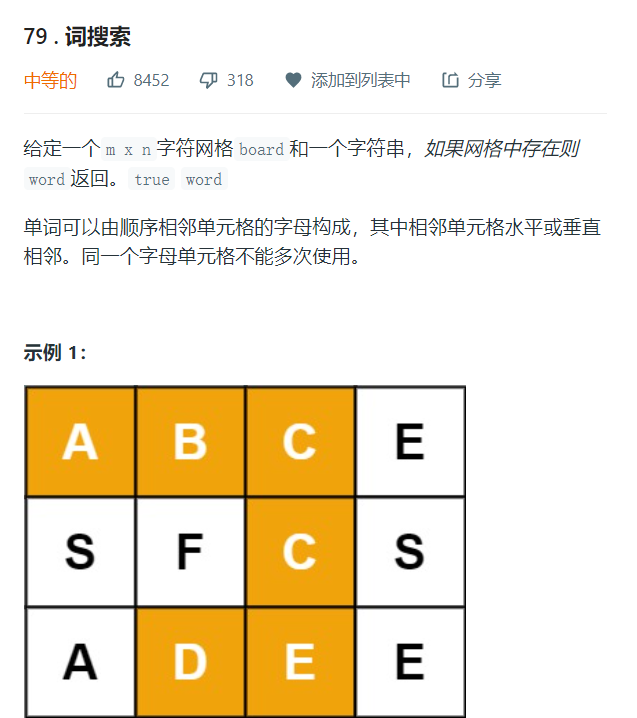 79 . 词搜索
中等的 8452 318 添加到列表中 分享
给定一个 m x n 字符网格 board 和一个字符串，如果网格中存在则
word 返回。 true word
单词可以由顺序相邻单元格的字母构成，其中相邻单元格水平或垂直
相邻。同一个字母单元格不能多次使用。
示例 1：
A B C E
S F C S
A D E E